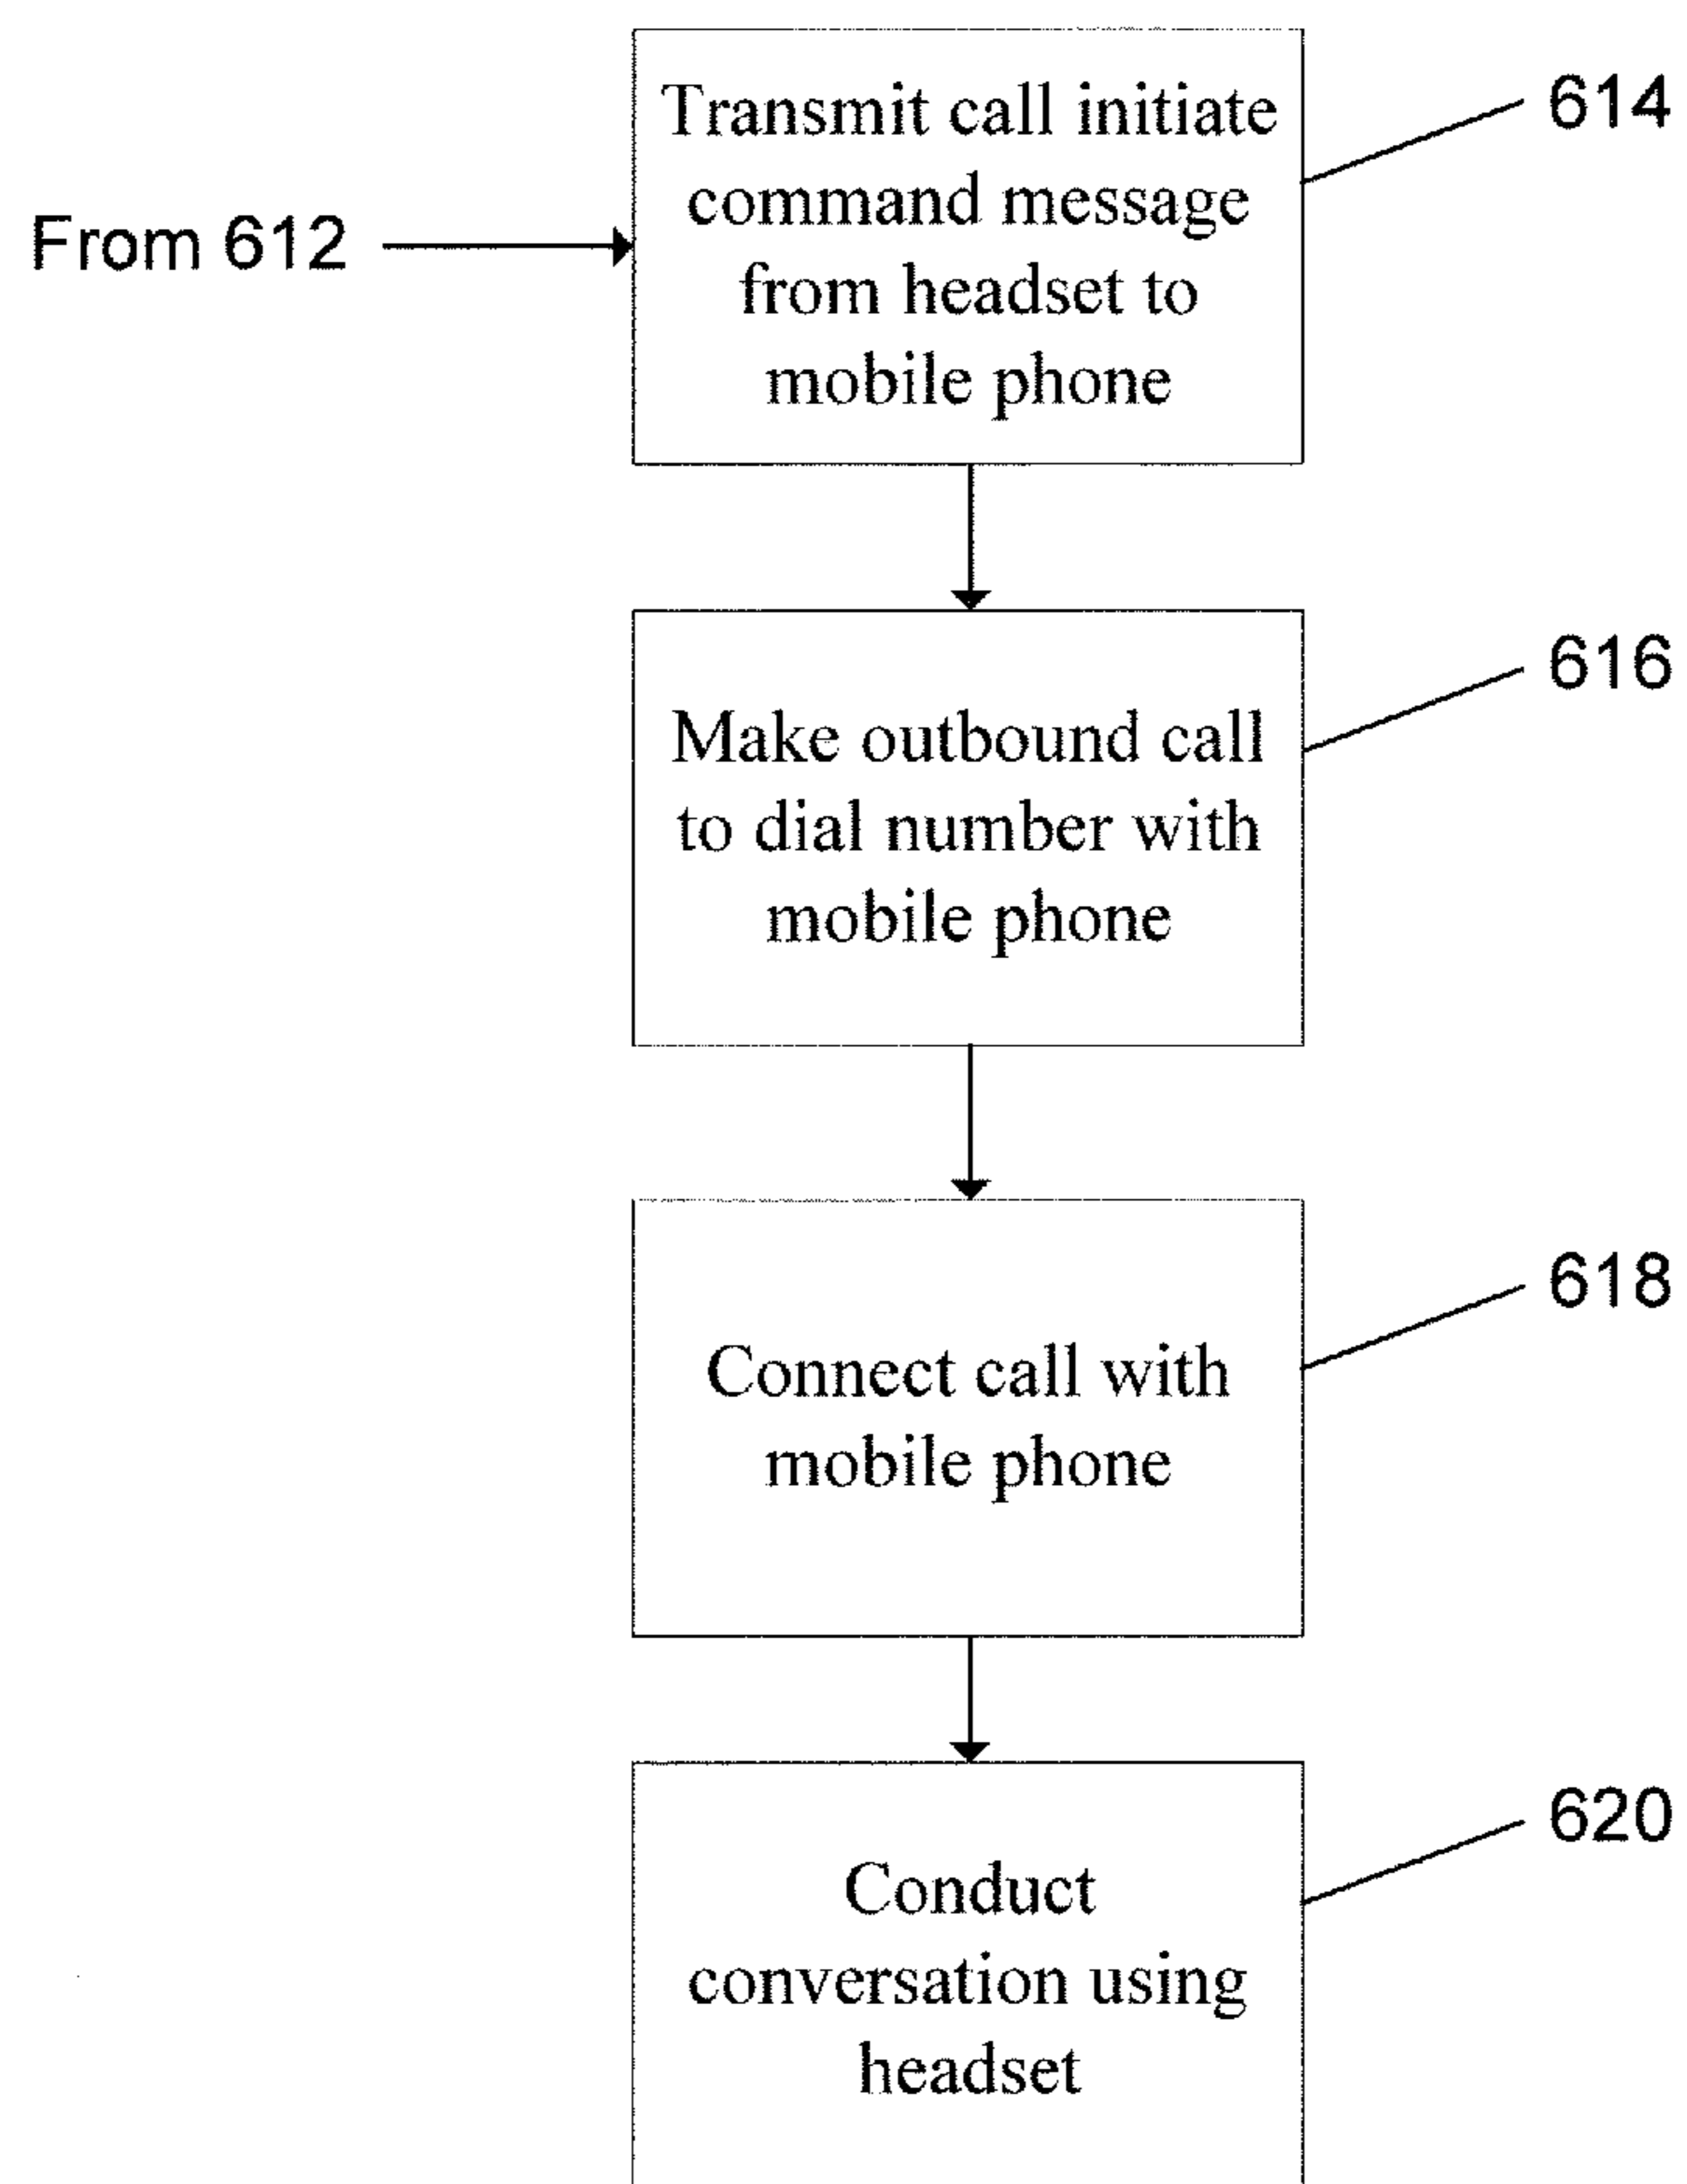 Transmit call initiate
command message
from headset to
mobile phone
614
From 612
Make outbound call
to dial number with
mobile phone
616
Connect call with
mobile phone
618
Conduct
conversation using
headset
620